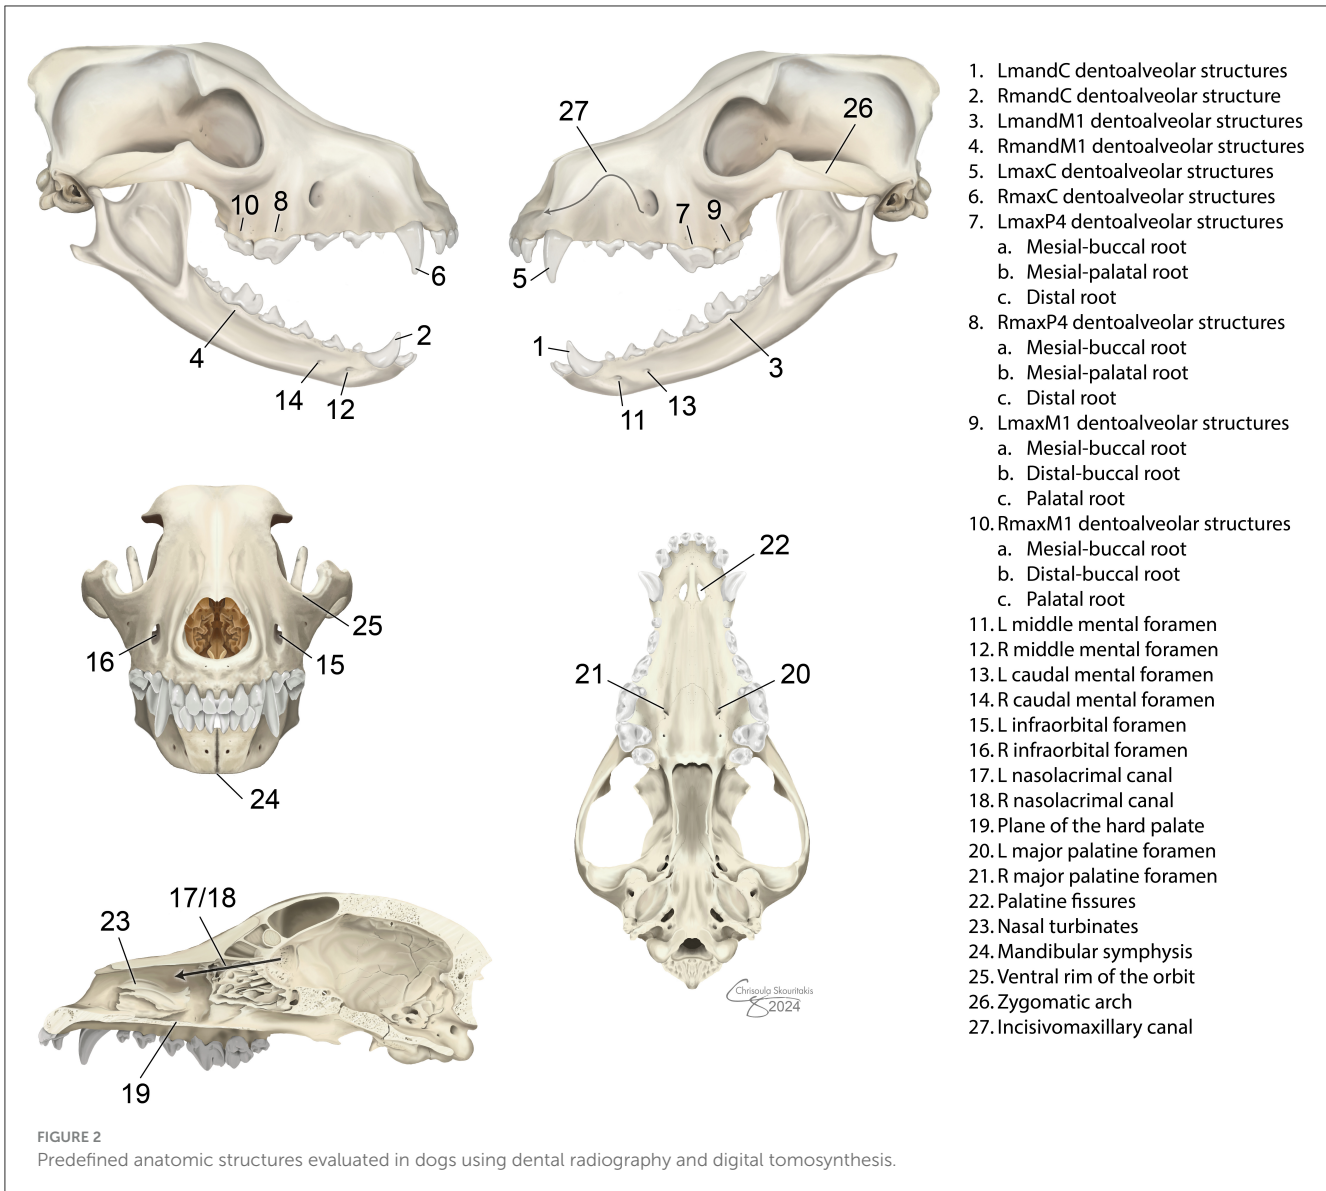 27
26
10
8
7
9
6
5
2
1
4
3
14
12
13
11
1. LmandC dentoalveolar structures
2. RmandC dentoalveolar structure
3. LmandM1 dentoalveolar structures
4. RmandM1 dentoalveolar structures
5. LmaxC dentoalveolar structures
6. RmaxC dentoalveolar structures
7. LmaxP4 dentoalveolar structures
a. Mesial-buccal root
b. Mesial-palatal root
c. Distal root
8. RmaxP4 dentoalveolar structures
a. Mesial-buccal root
b. Mesial-palatal root
c. Distal root
9. LmaxM1 dentoalveolar structures
a. Mesial-buccal root
b. Distal-buccal root
c. Palatal root
10. RmaxM1 dentoalveolar structures
a. Mesial-buccal root
b. Distal-buccal root
c. Palatal root
11. L middle mental foramen
12. R middle mental foramen
13. L caudal mental foramen
14. R caudal mental foramen
15. L infraorbital foramen
16. R infraorbital foramen
17. L nasolacrimal canal
18. R nasolacrimal canal
19. Plane of the hard palate
20. L major palatine foramen
21. R major palatine foramen
22. Palatine fissures
23. Nasal turbinates
24. Mandibular symphysis
25. Ventral rim of the orbit
26. Zygomatic arch
27. Incisivomaxillary canal
22
25
16
15
21
20
24
17/18
23
19
Chrisoula Skouritakis
2024
FIGURE 2
Predefined anatomic structures evaluated in dogs using dental radiography and digital tomosynthesis.